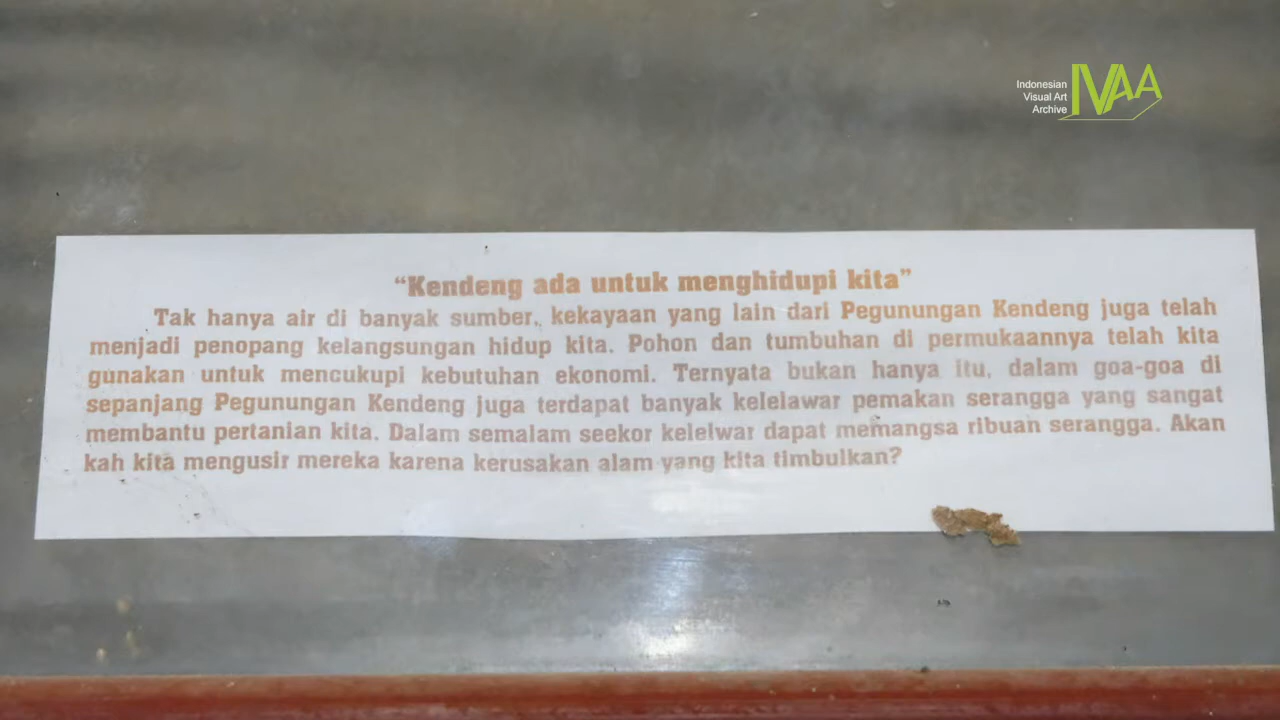 Indonesian
Visual Art
Archive
IVAA
“Kendeng ada untuk menghidupi kita”
Tak hanya air di banyak sumber, kekayaan yang lain dari Pegunungan Kendeng juga telah
menjadi penopang kelangsungan hidup kita. Pohon dan tumbuhan di permukaannya telah kita
gunakan untuk mencukupi kebutuhan ekonomi. Ternyata bukan hanya itu, dalam goa-goa di
sepanjang Pegunungan Kendeng juga terdapat banyak kelelawar pemakan serangga yang sangat
membantu pertanian kita. Dalam semalam seekor kelelwar dapat memangsa ribuan serangga. Akan
kah kita mengusir mereka karena kerusakan alam yang kita timbulkan?